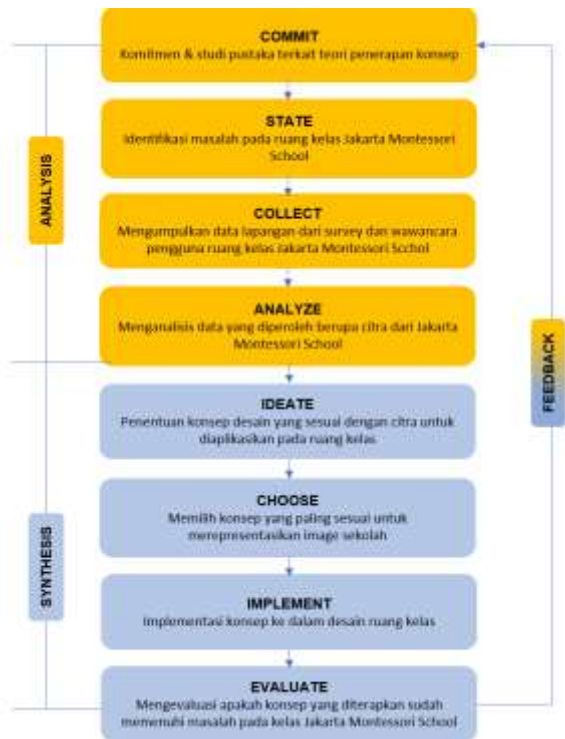 COMMIT
Komitmen & studi pustaka terkait teori penerapan konsep
STATE
Identifikasi masalah pada ruang kelas Jakarta Montessori
School
COLLECT
Mengumpulkan data lapangan dari survey dan wawancara
pengguna ruang kelas Jakarta Montessori Scchol
ANALYZE
Menganalisis data yang diperoleh berupa citra dari Jakarta
Montessori School
IDEATE
Penentuan konsep desain yang sesuai dengan citra untuk
diaplikasikan pada ruang kelas
CHOOSE
Memilih konsep yang paling sesuai untuk
merepresentasikan image sekolah
IMPLEMENT
Implementasi konsep ke dalam desain ruang kelas
EVALUATE
Mengevaluasi apakah konsep yang diterapkan sudah
memenuhi masalah pada kelas Jakarta Montessori School
ANALYSIS
SYNTHESIS
FEEDBACK